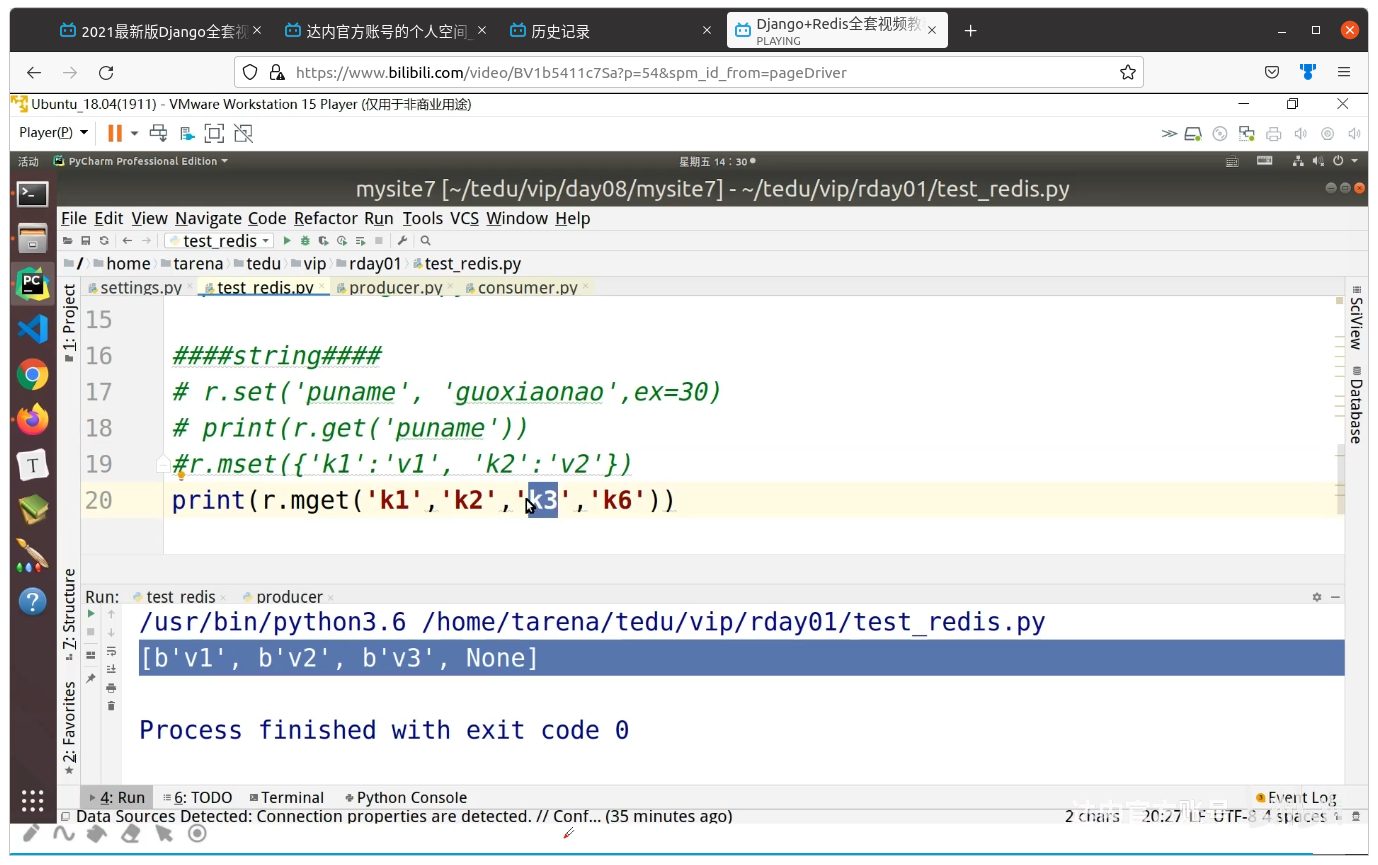 2021最新版Django全套视
达内官方账号的个人空间_
历史记录
Django+Redis全套视频教
PLAYING
https://www.bilibili.com/video/BV1b5411c7Sa?p=54&spm_id_from=pageDriver
Ubuntu_18.04(1911) - VMware Workstation 15 Player (仅用于非商业用途)
Player(P)
活动 PyCharm Professional Edition 星期五 14：30
mysite7 [~/tedu/vip/day08/mysite7] - ~/tedu/vip/rday01/test_redis.py
File Edit View Navigate Code Refactor Run Tools VCS Window Help
test_redis
/ home tarena tedu vip rday01 test_redis.py
settings.py test_redis.py producer.py consumer.py
1: Project
SciView
Database
15
16 ####string####
17 # r.set('puname', 'guoxiaonao',ex=30)
18 # print(r.get('puname'))
19 #r.mset({'k1':'v1', 'k2':'v2'})
20 print(r.mget('k1','k2','k3','k6'))
PC
T
?
7: Structure
2: Favorites
Run: test_redis producer
/usr/bin/python3.6 /home/tarena/tedu/vip/rday01/test_redis.py
[b'v1', b'v2', b'v3', None]
Process finished with exit code 0
4: Run 6: TODO Terminal Python Console Event Log
Data Sources Detected: Connection properties are detected. // Conf... (35 minutes ago) 2 chars 20:27 LF UTF-8 4 spaces
达内官方账号